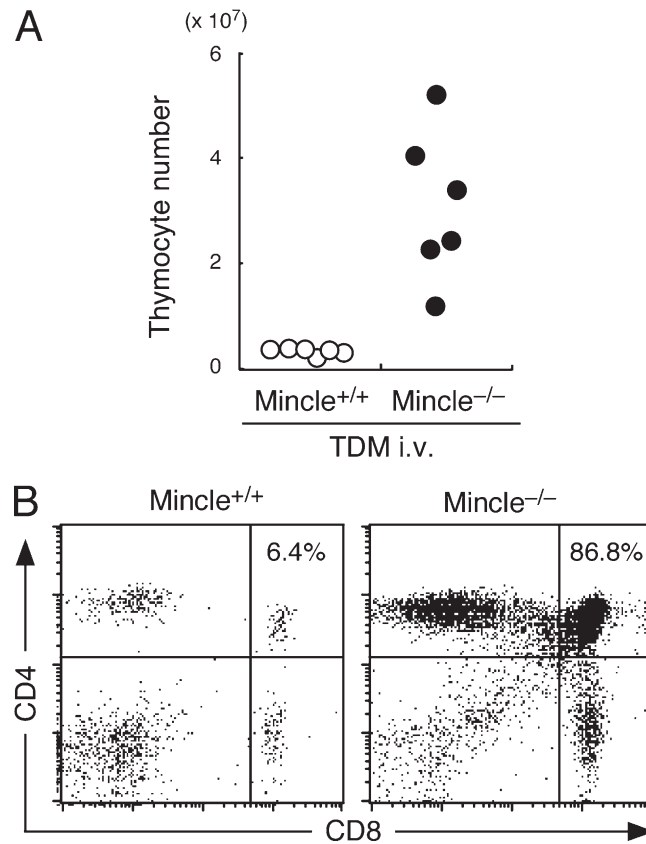 A
(x 10⁷)
Thymocyte number
6
4
2
0
Mincle+/+ Mincle−/−
TDM i.v.
B
Mincle+/+ Mincle−/−
6.4% 86.8%
CD4
CD8